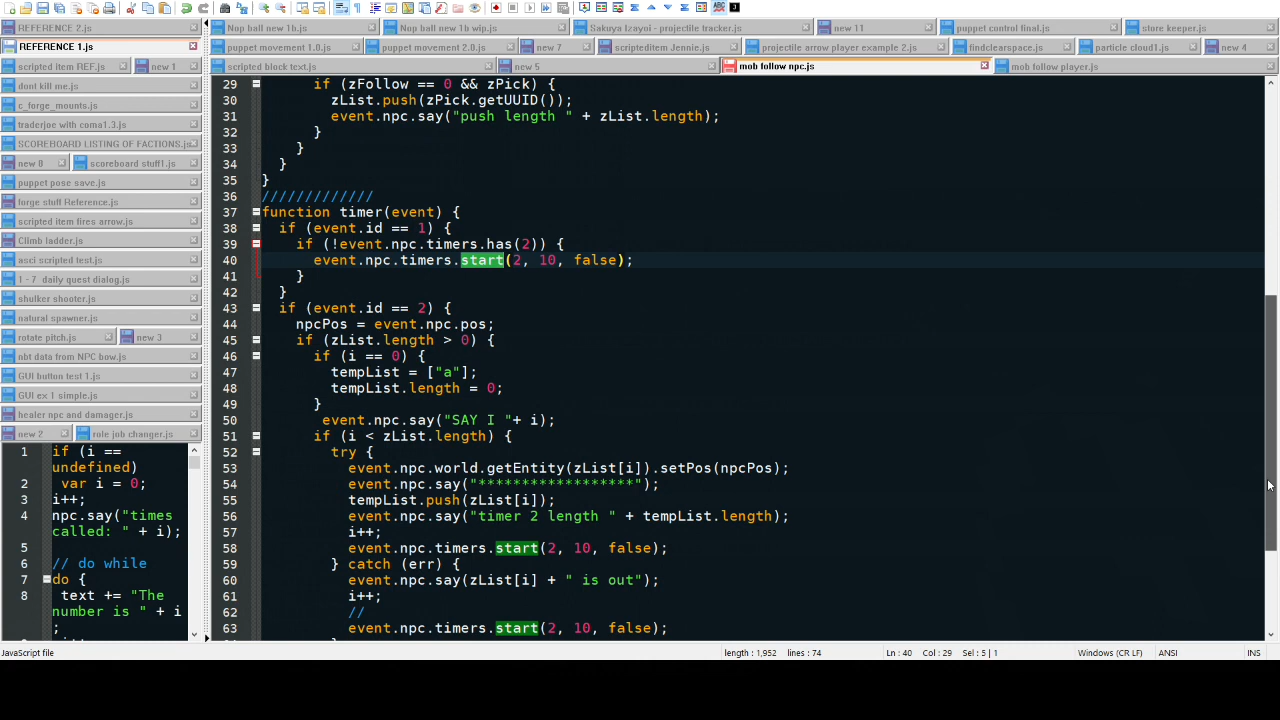 REFERENCE 2.js
Nop ball new 1b.js
Nop ball new 1b wip.js
Sakuya Izayoi - projectile tracker.js
new 11
puppet control final.js
store keeper.js
REFERENCE 1.js
puppet movement 1.0.js
puppet movement 2.0.js
new 7
scripteditem Jennie.js
projectile arrow player example 2.js
findclearspace.js
particle cloud1.js
new 4
scripted item REF.js
new 1
scripted block text.js
new 5
mob follow npc.js
mob follow player.js
dont kill me.js
c_forge_mounts.js
traderjoe with coma1.3.js
SCOREBOARD LISTING OF FACTIONS.js
new 8
scoreboard stuff1.js
puppet pose save.js
forge stuff Reference.js
scripted item fires arrow.js
Climb ladder.js
asci scripted test.js
1 - 7 daily quest dialog.js
shulker shooter.js
natural spawner.js
rotate pitch.js
new 3
nbt data from NPC bow.js
GUI button test 1.js
GUI ex 1 simple.js
healer npc and damager.js
new 2
role job changer.js
1 if (i ==
undefined)
2 var i = 0;
3 i++;
4 npc.say("times
called: " + i);
5
6 // do while
7 do {
8 text += "The
number is " + i
;
29 if (zFollow == 0 && zPick) {
30 zList.push(zPick.getUUID());
31 event.npc.say("push length " + zList.length);
32 }
33 }
34 }
35 }
36 /////////////
37 function timer(event) {
38 if (event.id == 1) {
39 if (!event.npc.timers.has(2)) {
40 event.npc.timers.start(2, 10, false);
41 }
42 }
43 if (event.id == 2) {
44 npcPos = event.npc.pos;
45 if (zList.length > 0) {
46 if (i == 0) {
47 tempList = ["a"];
48 tempList.length = 0;
49 }
50 event.npc.say("SAY I "+ i);
51 if (i < zList.length) {
52 try {
53 event.npc.world.getEntity(zList[i]).setPos(npcPos);
54 event.npc.say("******************");
55 tempList.push(zList[i]);
56 event.npc.say("timer 2 length " + tempList.length);
57 i++;
58 event.npc.timers.start(2, 10, false);
59 } catch (err) {
60 event.npc.say(zList[i] + " is out");
61 i++;
62 //
63 event.npc.timers.start(2, 10, false);
JavaScript file
length : 1,952 lines : 74
Ln : 40 Col : 29 Sel : 5 | 1
Windows (CR LF)
ANSI
INS